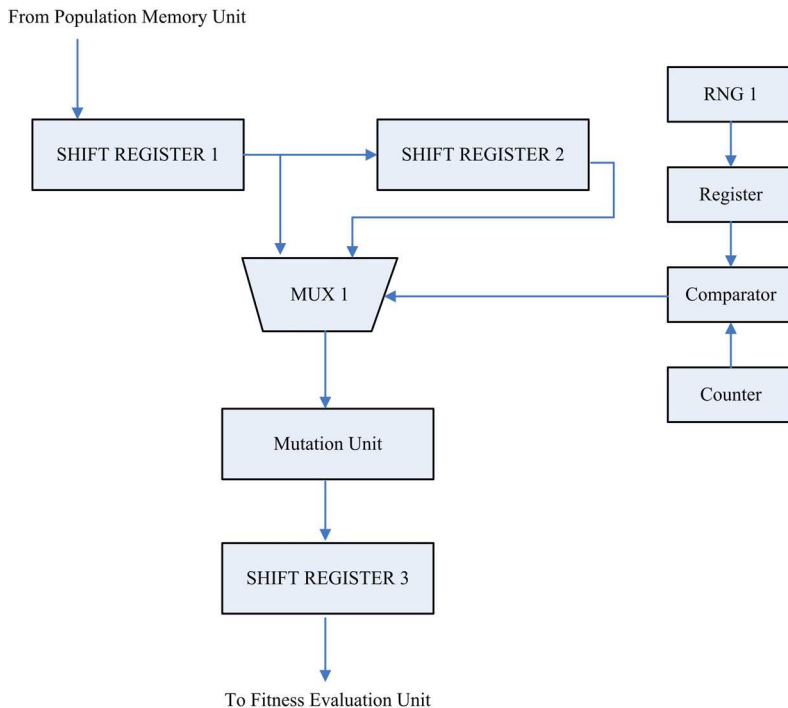 From Population Memory Unit
RNG 1
SHIFT REGISTER 1
SHIFT REGISTER 2
Register
MUX 1
Comparator
Counter
Mutation Unit
SHIFT REGISTER 3
To Fitness Evaluation Unit